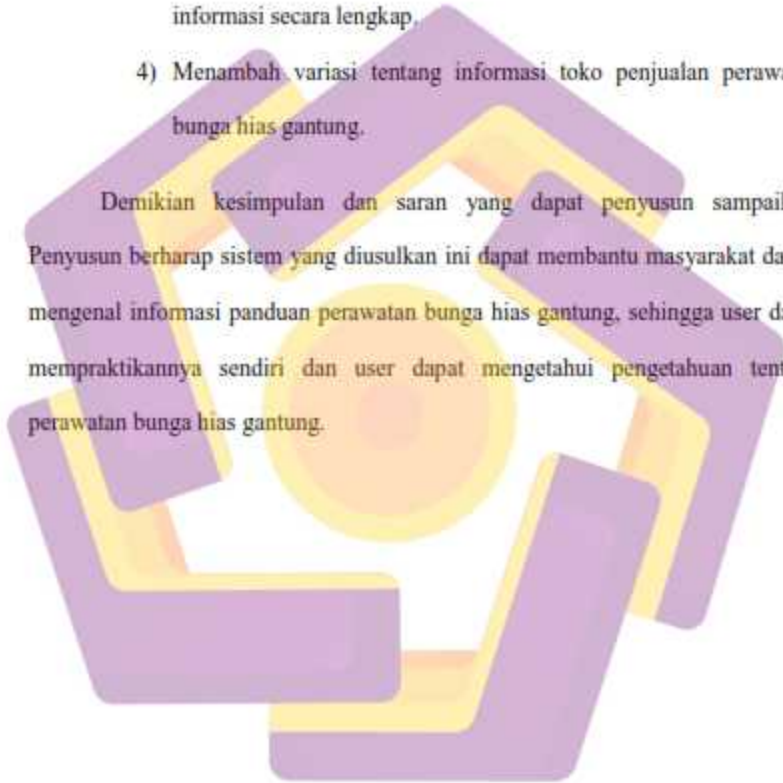 informasi secara lengkap.
4) Menambah variasi tentang informasi toko penjualan perawa
bunga hias gantung.
Demikian kesimpulan dan saran yang dapat penyusun sampaik
Penyusun berharap sistem yang diusulkan ini dapat membantu masyarakat da
mengenal informasi panduan perawatan bunga hias gantung, sehingga user da
mempraktikannya sendiri dan user dapat mengetahui pengetahuan tent
perawatan bunga hias gantung.